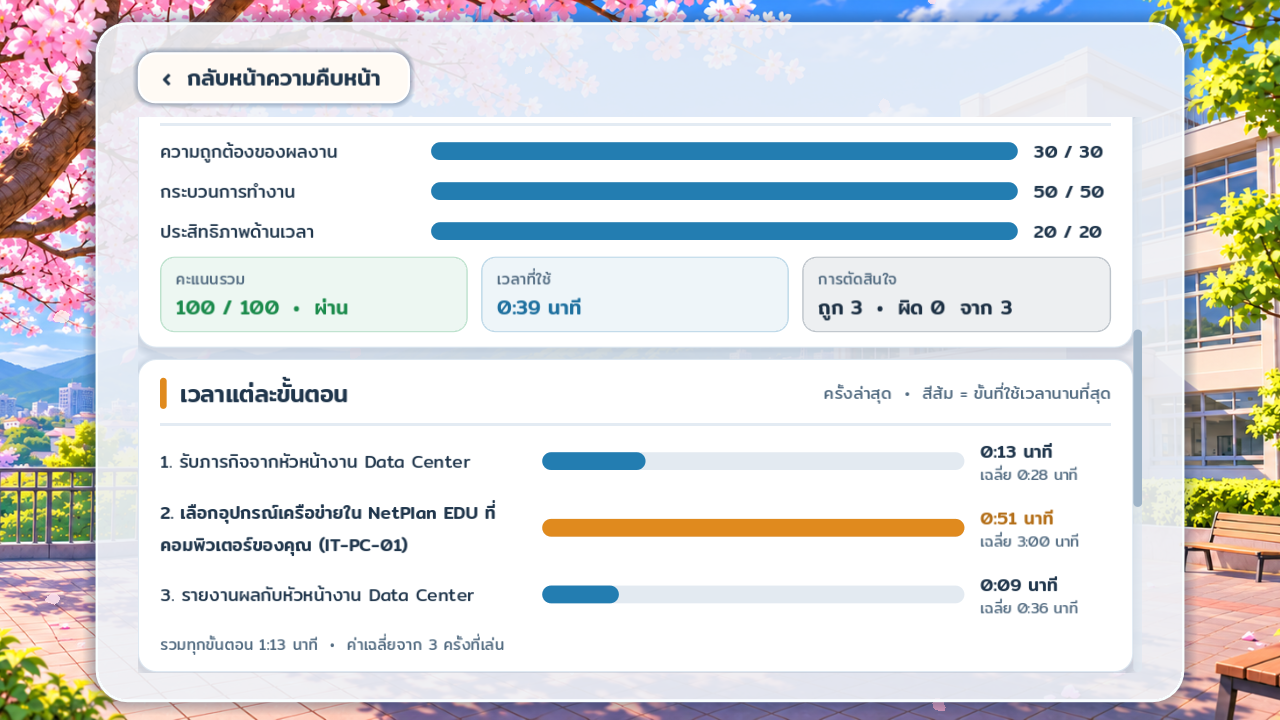 ‹ กลับหน้าความคืบหน้า
ความถูกต้องของผลงาน 30 / 30
กระบวนการทำงาน 50 / 50
ประสิทธิภาพด้านเวลา 20 / 20
คะแนนรวม
100 / 100 • ผ่าน
เวลาที่ใช้
0:39 นาที
การตัดสินใจ
ถูก 3 • ผิด 0 จาก 3
เวลาแต่ละขั้นตอน
ครั้งล่าสุด • สีส้ม = ขั้นที่ใช้เวลานานที่สุด
1. รับภารกิจจากหัวหน้างาน Data Center
0:13 นาที
เฉลี่ย 0:28 นาที
2. เลือกอุปกรณ์เครือข่ายใน NetPlan EDU ที่
คอมพิวเตอร์ของคุณ (IT-PC-01)
0:51 นาที
เฉลี่ย 3:00 นาที
3. รายงานผลกับหัวหน้างาน Data Center
0:09 นาที
เฉลี่ย 0:36 นาที
รวมทุกขั้นตอน 1:13 นาที • ค่าเฉลี่ยจาก 3 ครั้งที่เล่น